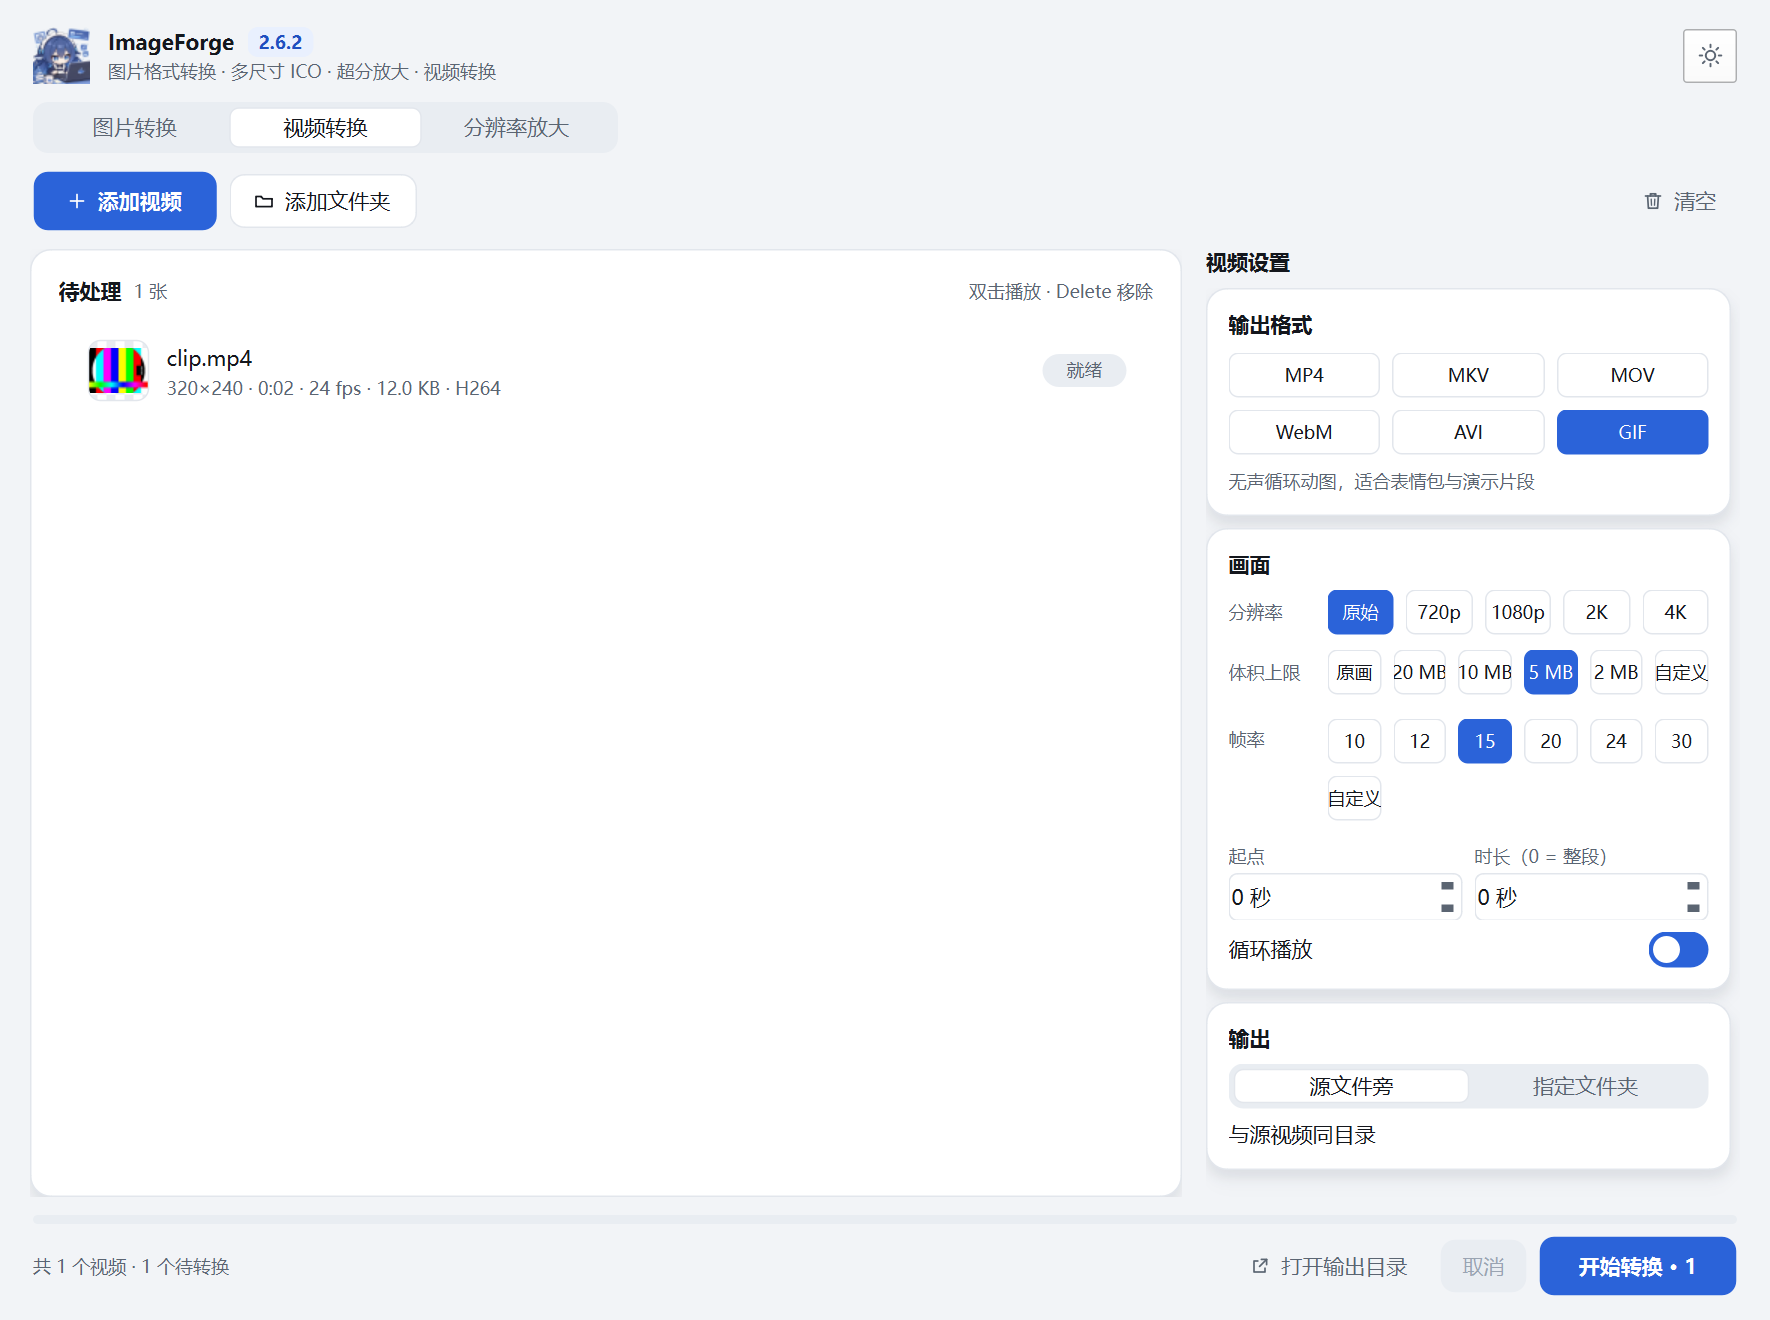 ImageForge 2.6.2
图片格式转换 · 多尺寸 ICO · 超分放大 · 视频转换
图片转换 视频转换 分辨率放大
+ 添加视频 添加文件夹 清空
待处理 1 张 双击播放 · Delete 移除
clip.mp4
320×240 · 0:02 · 24 fps · 12.0 KB · H264
就绪
视频设置
输出格式
MP4 MKV MOV
WebM AVI GIF
无声循环动图，适合表情包与演示片段
画面
分辨率 原始 720p 1080p 2K 4K
体积上限 原画 20 MB 10 MB 5 MB 2 MB 自定义
帧率 10 12 15 20 24 30
自定义
起点 时长（0 = 整段）
0 秒 0 秒
循环播放
输出
源文件旁 指定文件夹
与源视频同目录
共 1 个视频 · 1 个待转换 打开输出目录 取消 开始转换 • 1